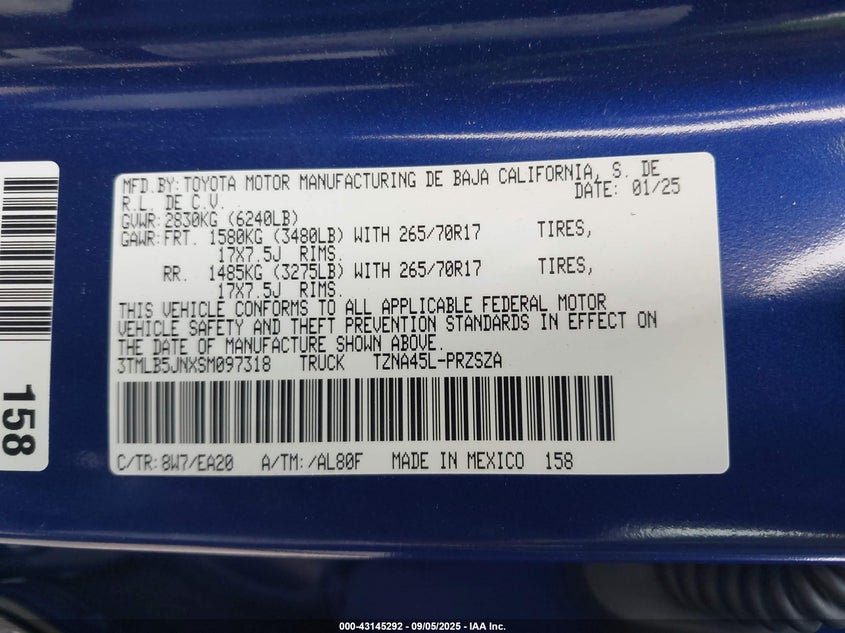 MFD.BY: TOYOTA MOTOR MANUFACTURING DE BAJA CALIFORNIA, S. DE
R.L. DE C.V. DATE: 01/25
GVWR: 2830KG (6240LB)
GAWR: FRT. 1580KG (3480LB) WITH 265/70R17 TIRES,
17X7.5J RIMS.
RR. 1485KG (3275LB) WITH 265/70R17 TIRES,
17X7.5J RIMS.
THIS VEHICLE CONFORMS TO ALL APPLICABLE FEDERAL MOTOR
VEHICLE SAFETY AND THEFT PREVENTION STANDARDS IN EFFECT ON
THE DATE OF MANUFACTURE SHOWN ABOVE.
3TMLB5JNXSM097318 TRUCK TZNA45L-PRZSZA
C/TR: 8W7/EA20 A/TM: /AL80F MADE IN MEXICO 158
158
000-43145292 - 09/05/2025 - IAA Inc.